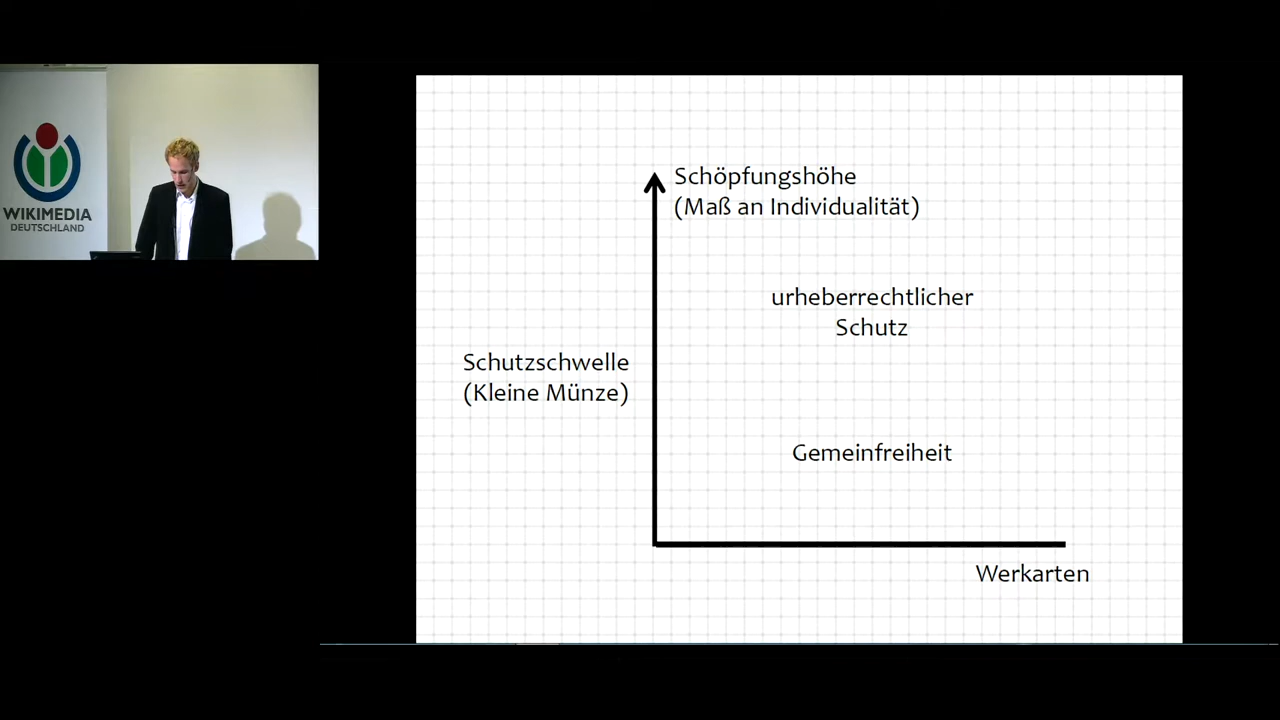 WIKIMEDIA
DEUTSCHLAND
Schöpfungshöhe
(Maß an Individualität)
urheberrechtlicher
Schutz
Schutzschwelle
(Kleine Münze)
Gemeinfreiheit
Werkarten